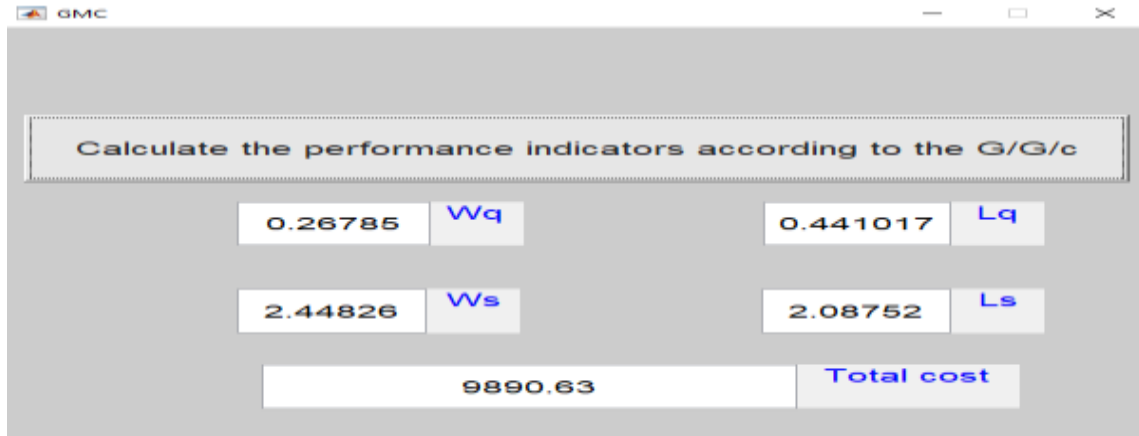 GMC
Calculate the performance indicators according to the G/G/c
0.26785 Wq 0.441017 Lq
2.44826 Ws 2.08752 Ls
9890.63 Total cost